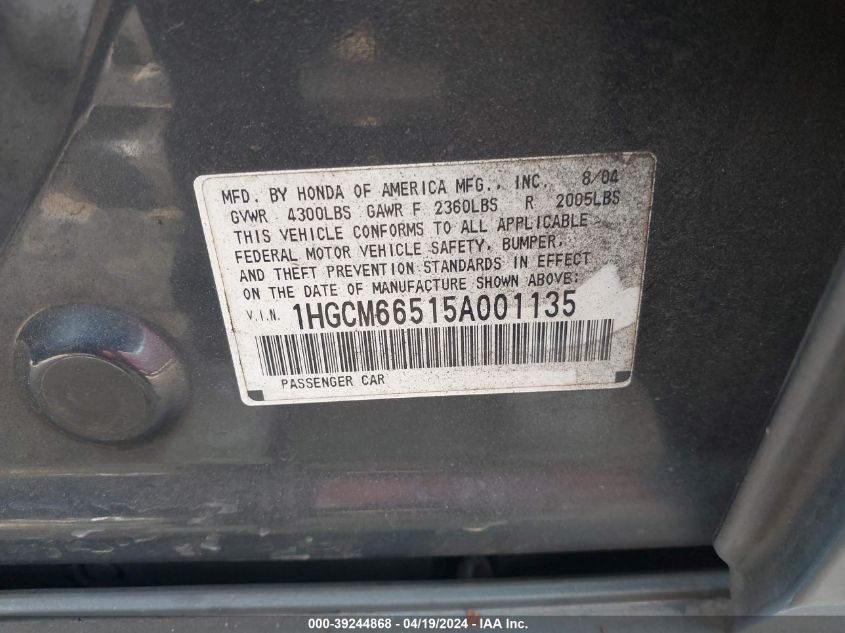 MFD. BY HONDA OF AMERICA MFG., INC. 8/04
GVWR 4300LBS GAWR F 2360LBS R 2005LBS
THIS VEHICLE CONFORMS TO ALL APPLICABLE
FEDERAL MOTOR VEHICLE SAFETY, BUMPER,
AND THEFT PREVENTION STANDARDS IN EFFECT
ON THE DATE OF MANUFACTURE SHOWN ABOVE:
V.I.N. 1HGCM66515A001135
PASSENGER CAR
000-39244868 - 04/19/2024 - IAA Inc.